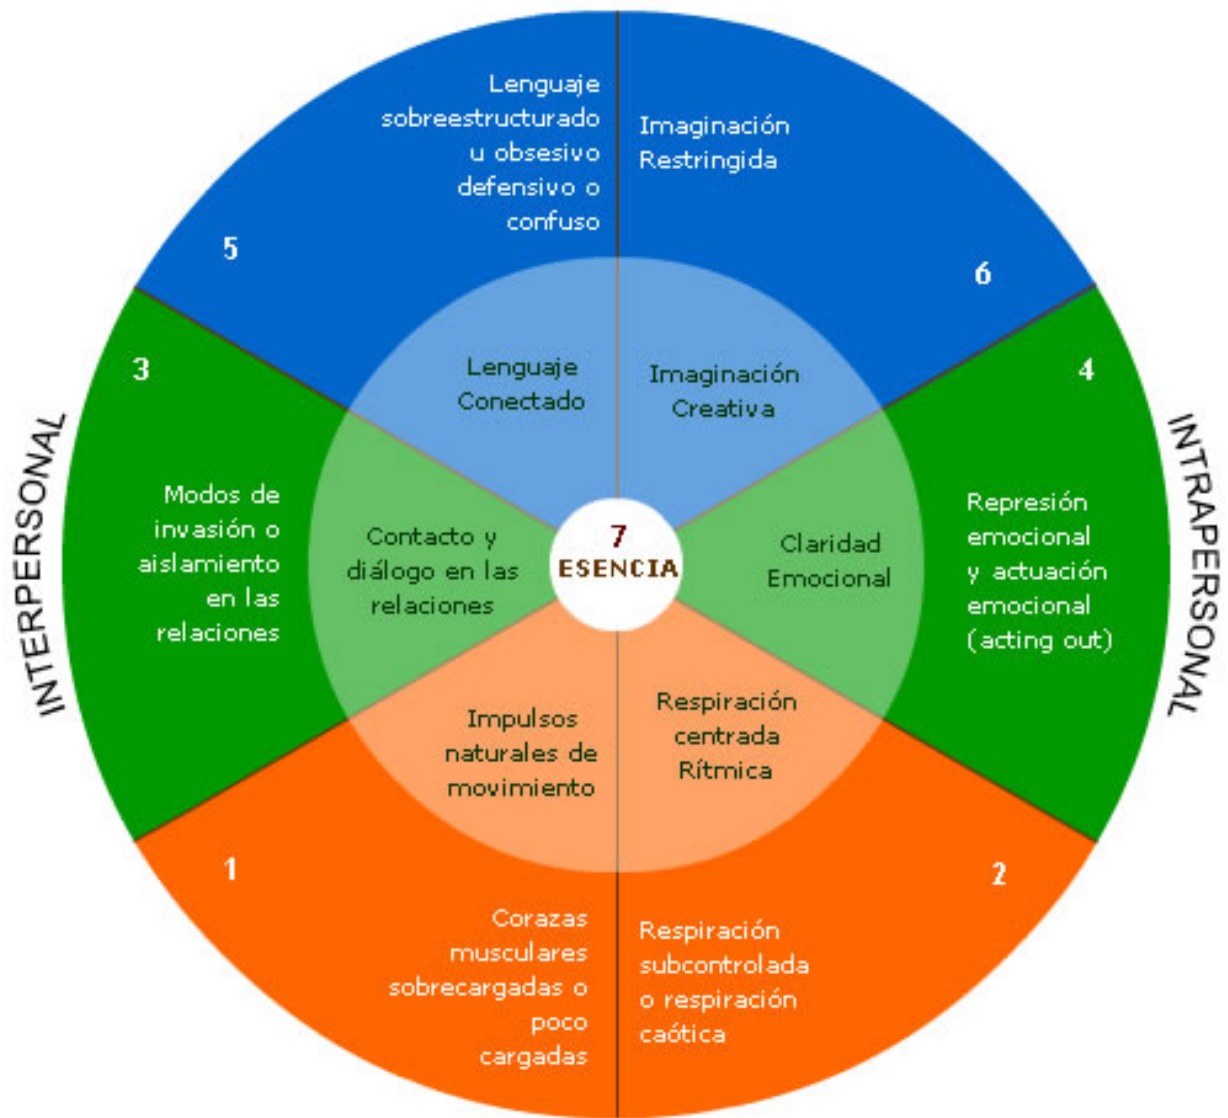 Lenguaje
sobreestructurado
u obsesivo
defensivo o
confuso
5
Imaginación
Restringida
6
Lenguaje
Conectado
Imaginación
Creativa
3
Modos de
invasión o
aislamiento
en las
relaciones
Contacto y
diálogo en las
relaciones
7
ESENCIA
Claridad
Emocional
4
Represión
emocional
y actuación
emocional
(acting out)
INTERPERSONAL
INTRAPERSONAL
Impulsos
naturales de
movimiento
Respiración
centrada
Rítmica
1
Corazas
musculares
sobrecargadas o
poco
cargadas
2
Respiración
subcontrolada
o respiración
caótica